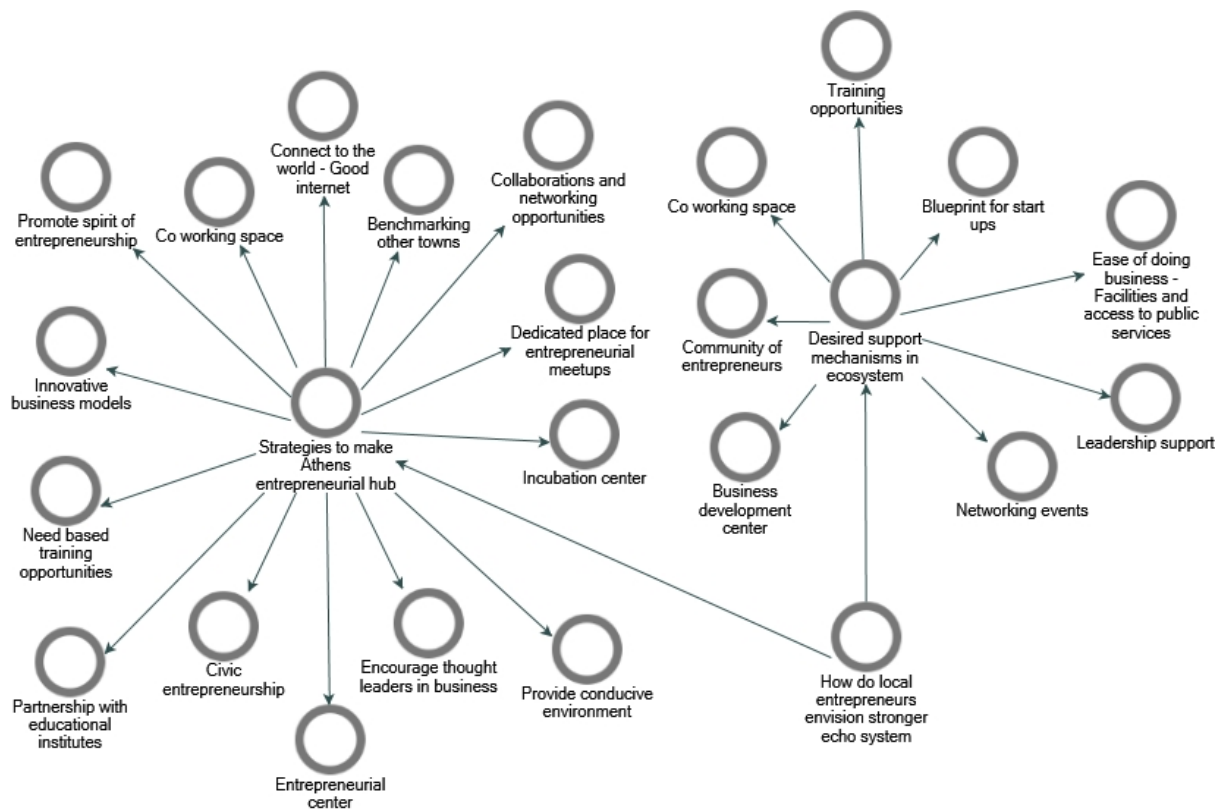 Training
opportunities
Connect to the
world - Good
internet
Collaborations and
networking
opportunities
Co working space
Blueprint for start
ups
Promote spirit of
entrepreneurship
Co working space
Benchmarking
other towns
Ease of doing
business -
Facilities and
access to public
services
Dedicated place for
entrepreneurial
meetups
Community of
entrepreneurs
Desired support
mechanisms in
ecosystem
Innovative
business models
Strategies to make
Athens
entrepreneurial hub
Incubation center
Leadership support
Business
development
center
Networking events
Need based
training
opportunities
Partnership with
educational
institutes
Civic
entrepreneurship
Encourage thought
leaders in business
Provide conducive
environment
How do local
entrepreneurs
envision stronger
echo system
Entrepreneurial
center